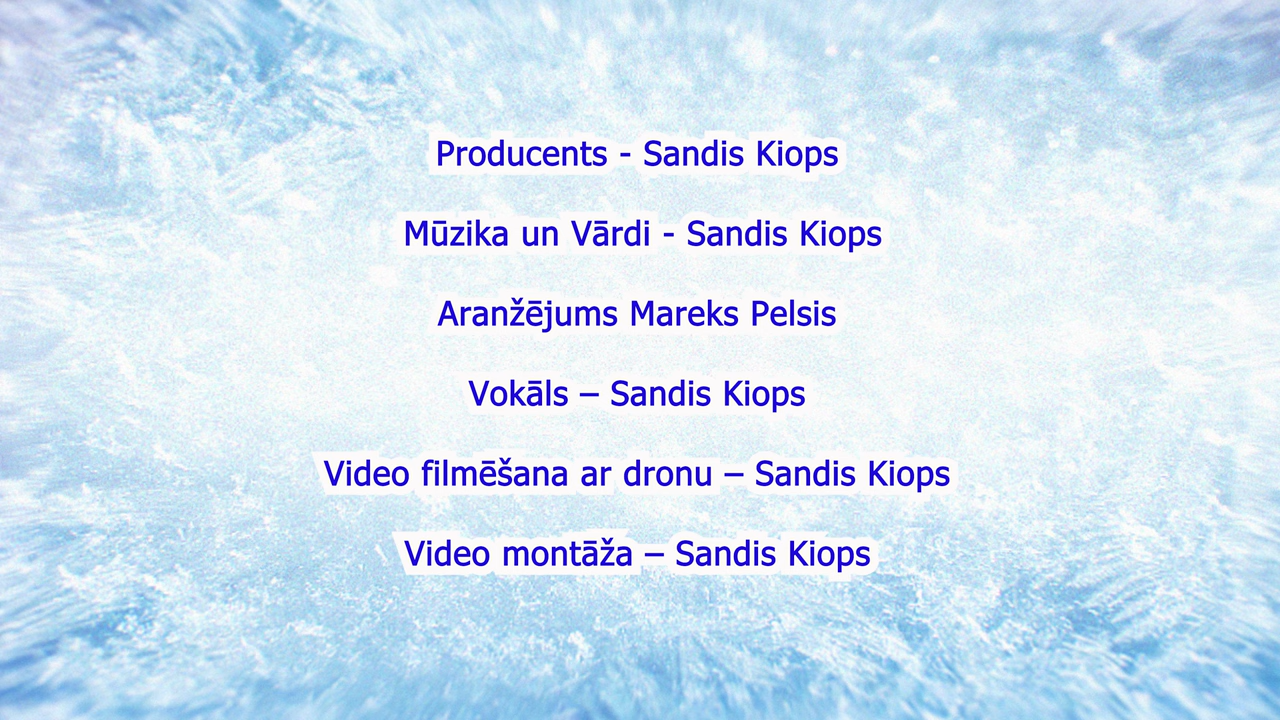 Producents - Sandis Kiops
Mūzika un Vārdi - Sandis Kiops
Aranžējums Mareks Pelsis
Vokāls – Sandis Kiops
Video filmēšana ar dronu – Sandis Kiops
Video montāža – Sandis Kiops